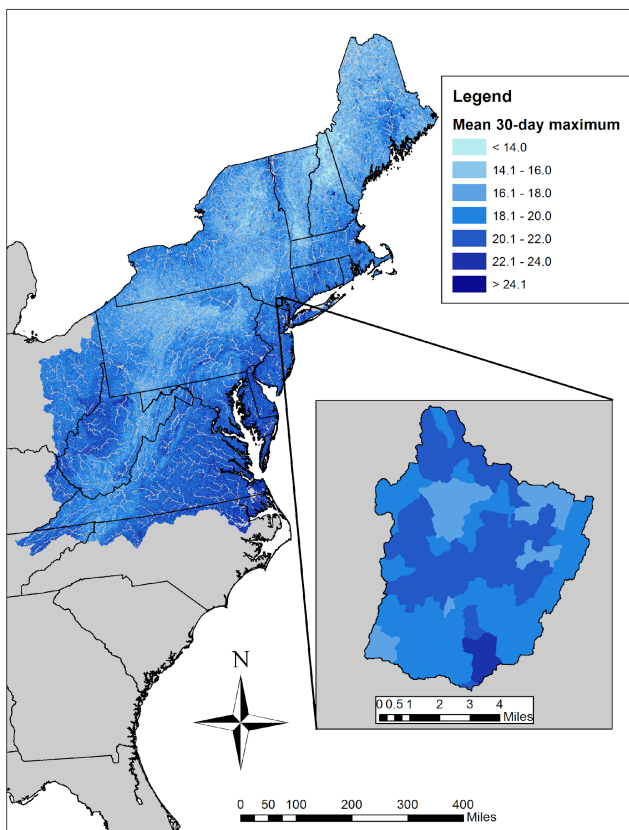 Legend
Mean 30-day maximum
< 14.0
14.1 - 16.0
16.1 - 18.0
18.1 - 20.0
20.1 - 22.0
22.1 - 24.0
> 24.1
0 0.5 1 2 3 4
Miles
N
0 50 100 200 300 400
Miles